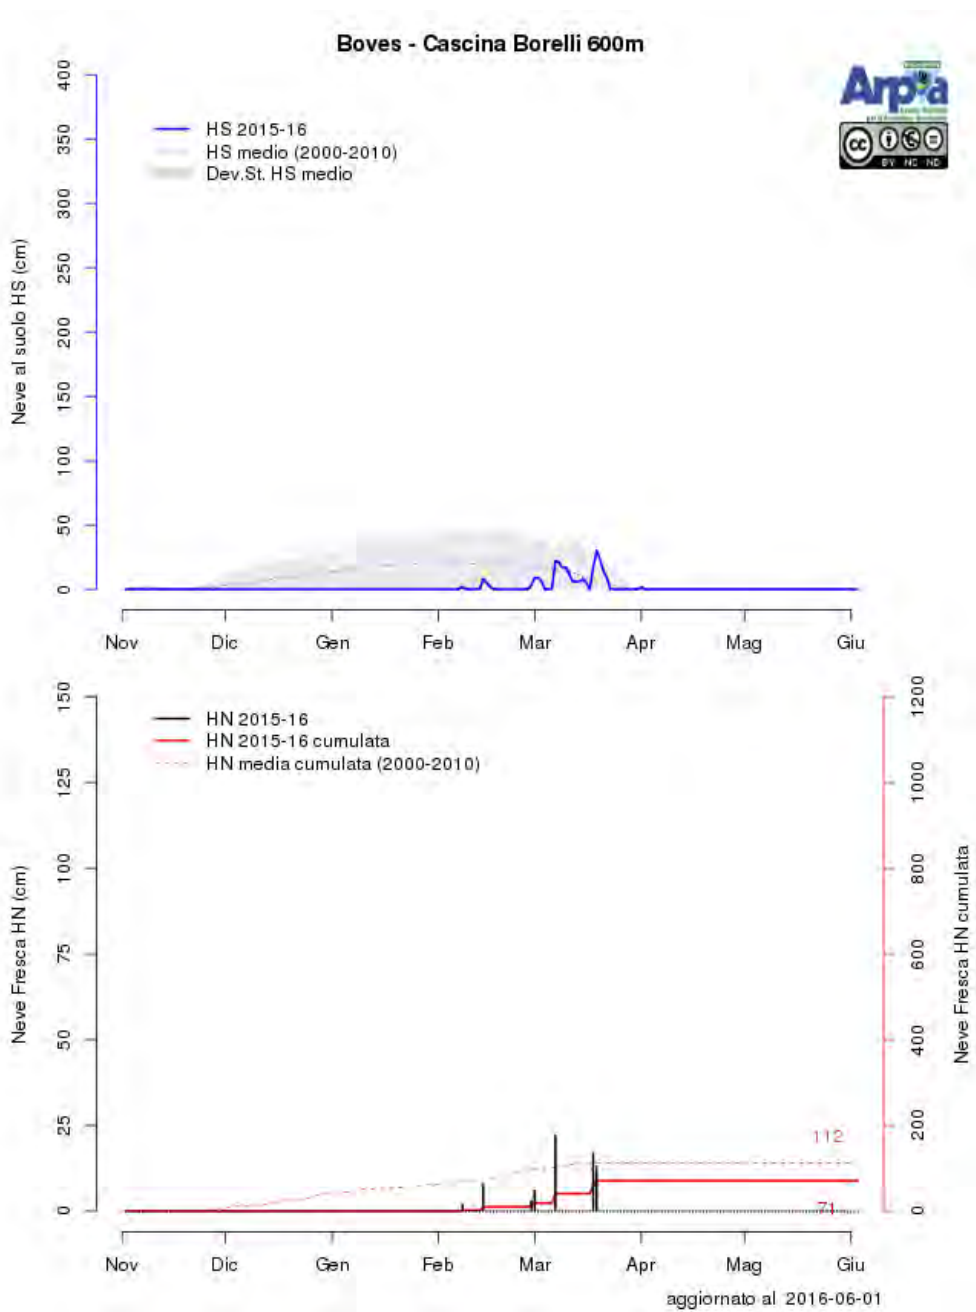 Boves - Cascina Borelli 600m
Arpa
CC
BY NC ND
HS 2015-16
HS medio (2000-2010)
Dev.St. HS medio
Neve al suolo HS (cm)
400
350
300
250
200
150
100
50
0
Nov Dic Gen Feb Mar Apr Mag Giu
HN 2015-16
HN 2015-16 cumulata
HN media cumulata (2000-2010)
Neve Fresca HN (cm)
150
125
100
75
50
25
0
Neve Fresca HN cumulata
1200
1000
800
600
400
200
0
112
71
Nov Dic Gen Feb Mar Apr Mag Giu
aggiornato al 2016-06-01